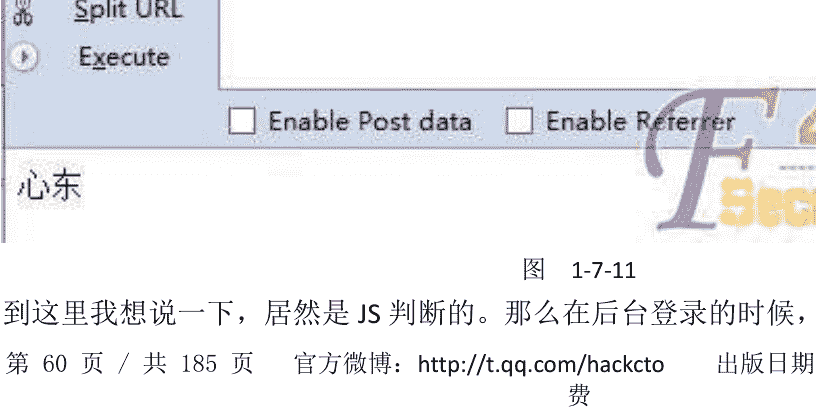 Split URL
Execute
Enable Post data Enable Referrer
心东
图 1-7-11
到这里我想说一下，居然是 JS 判断的。那么在后台登录的时候，
第 60 页 / 共 185 页 官方微博：http://t.qq.com/hackcto 出版日期
费